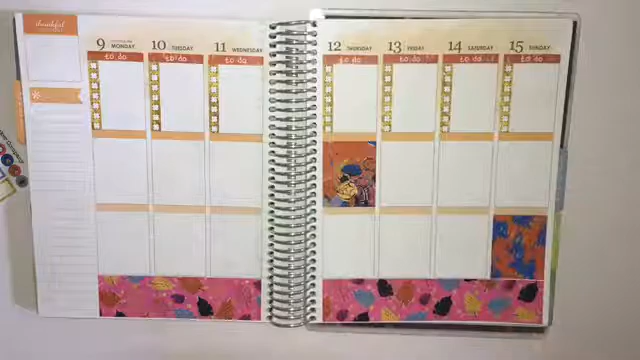 thankful
9 MONDAY
10 TUESDAY
11 WEDNESDAY
12 THURSDAY
13 FRIDAY
14 SATURDAY
15 SUNDAY
to do
to do
to do
to do
to do
to do
to do